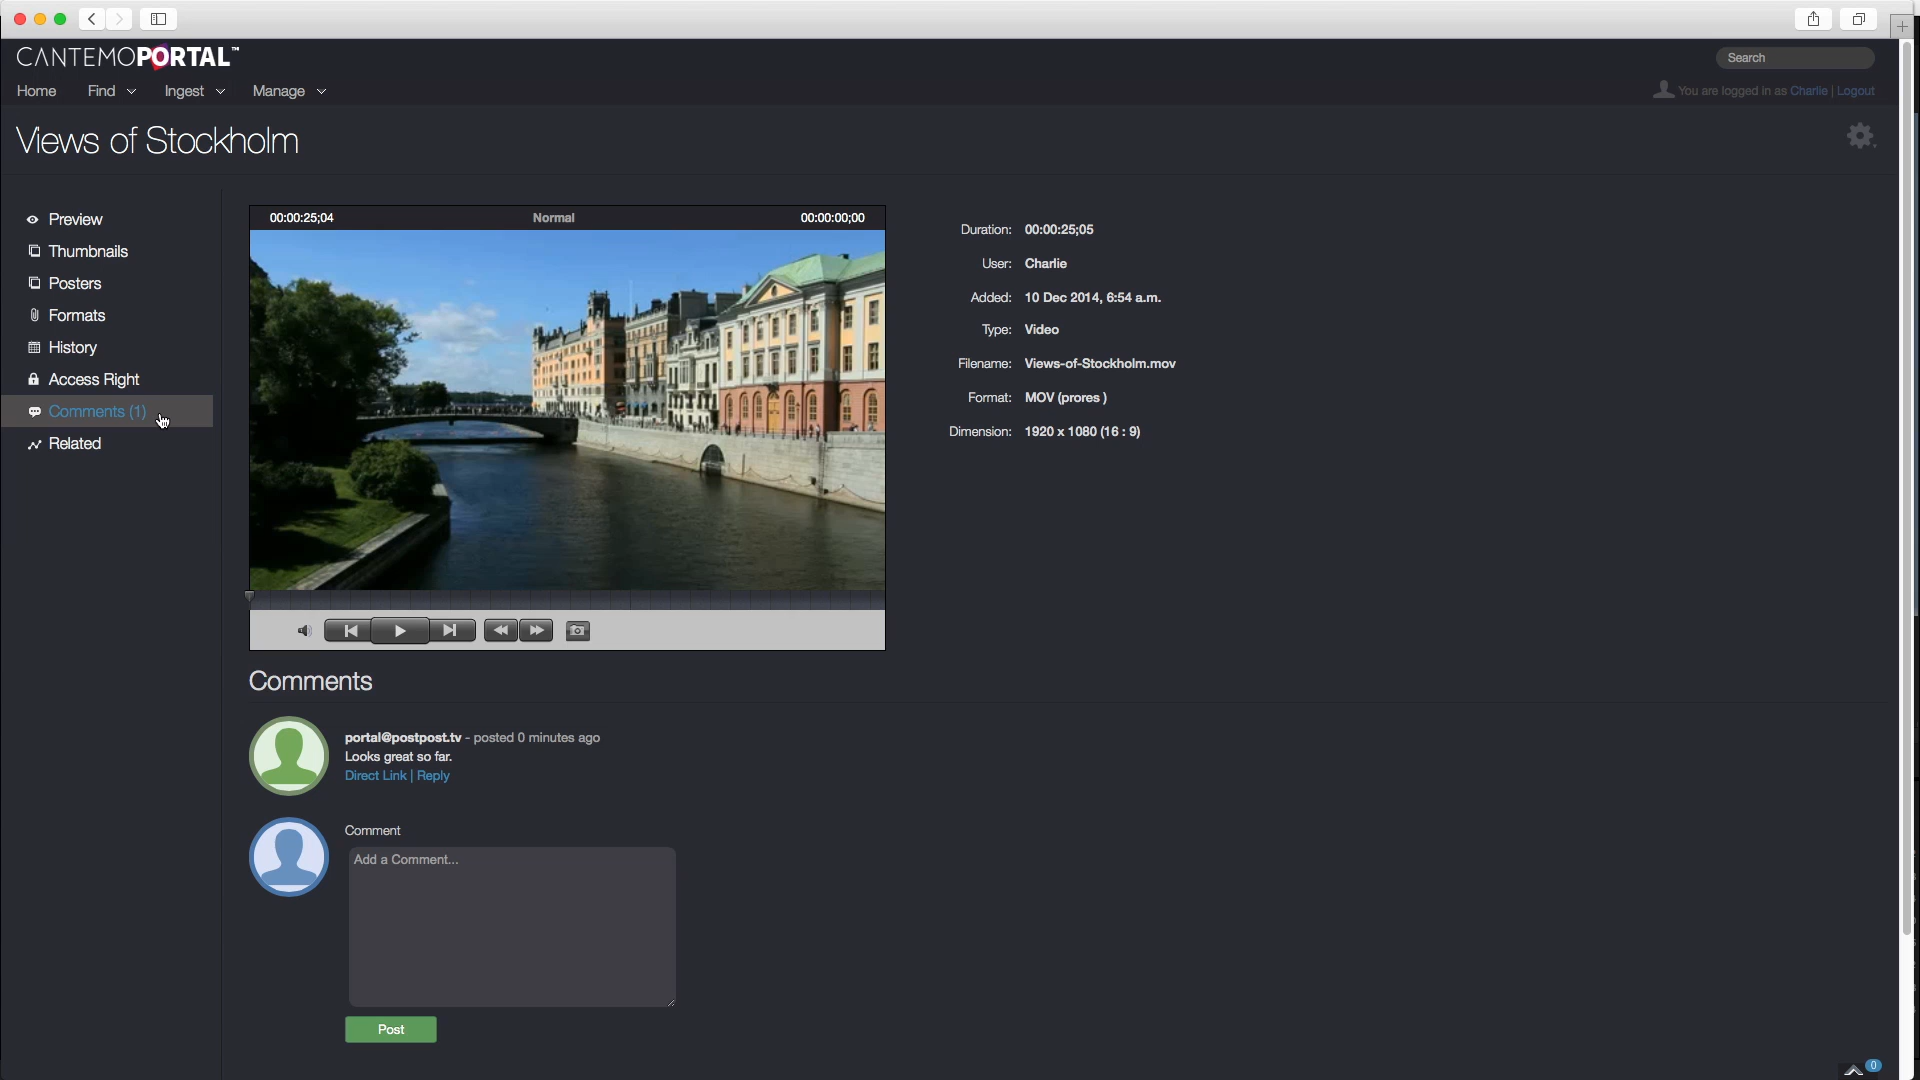 CANTEMOPORTAL™
Search
Home Find Ingest Manage
You are logged in as Charlie | Logout
Views of Stockholm
Preview
Thumbnails
Posters
Formats
History
Access Right
Comments (1)
Related
00:00:25;04 Normal 00:00:00;00
Duration: 00:00:25;05
User: Charlie
Added: 10 Dec 2014, 6:54 a.m.
Type: Video
Filename: Views-of-Stockholm.mov
Format: MOV (prores )
Dimension: 1920 x 1080 (16 : 9)
Comments
portal@postpost.tv - posted 0 minutes ago
Looks great so far.
Direct Link | Reply
Comment
Add a Comment...
Post
0